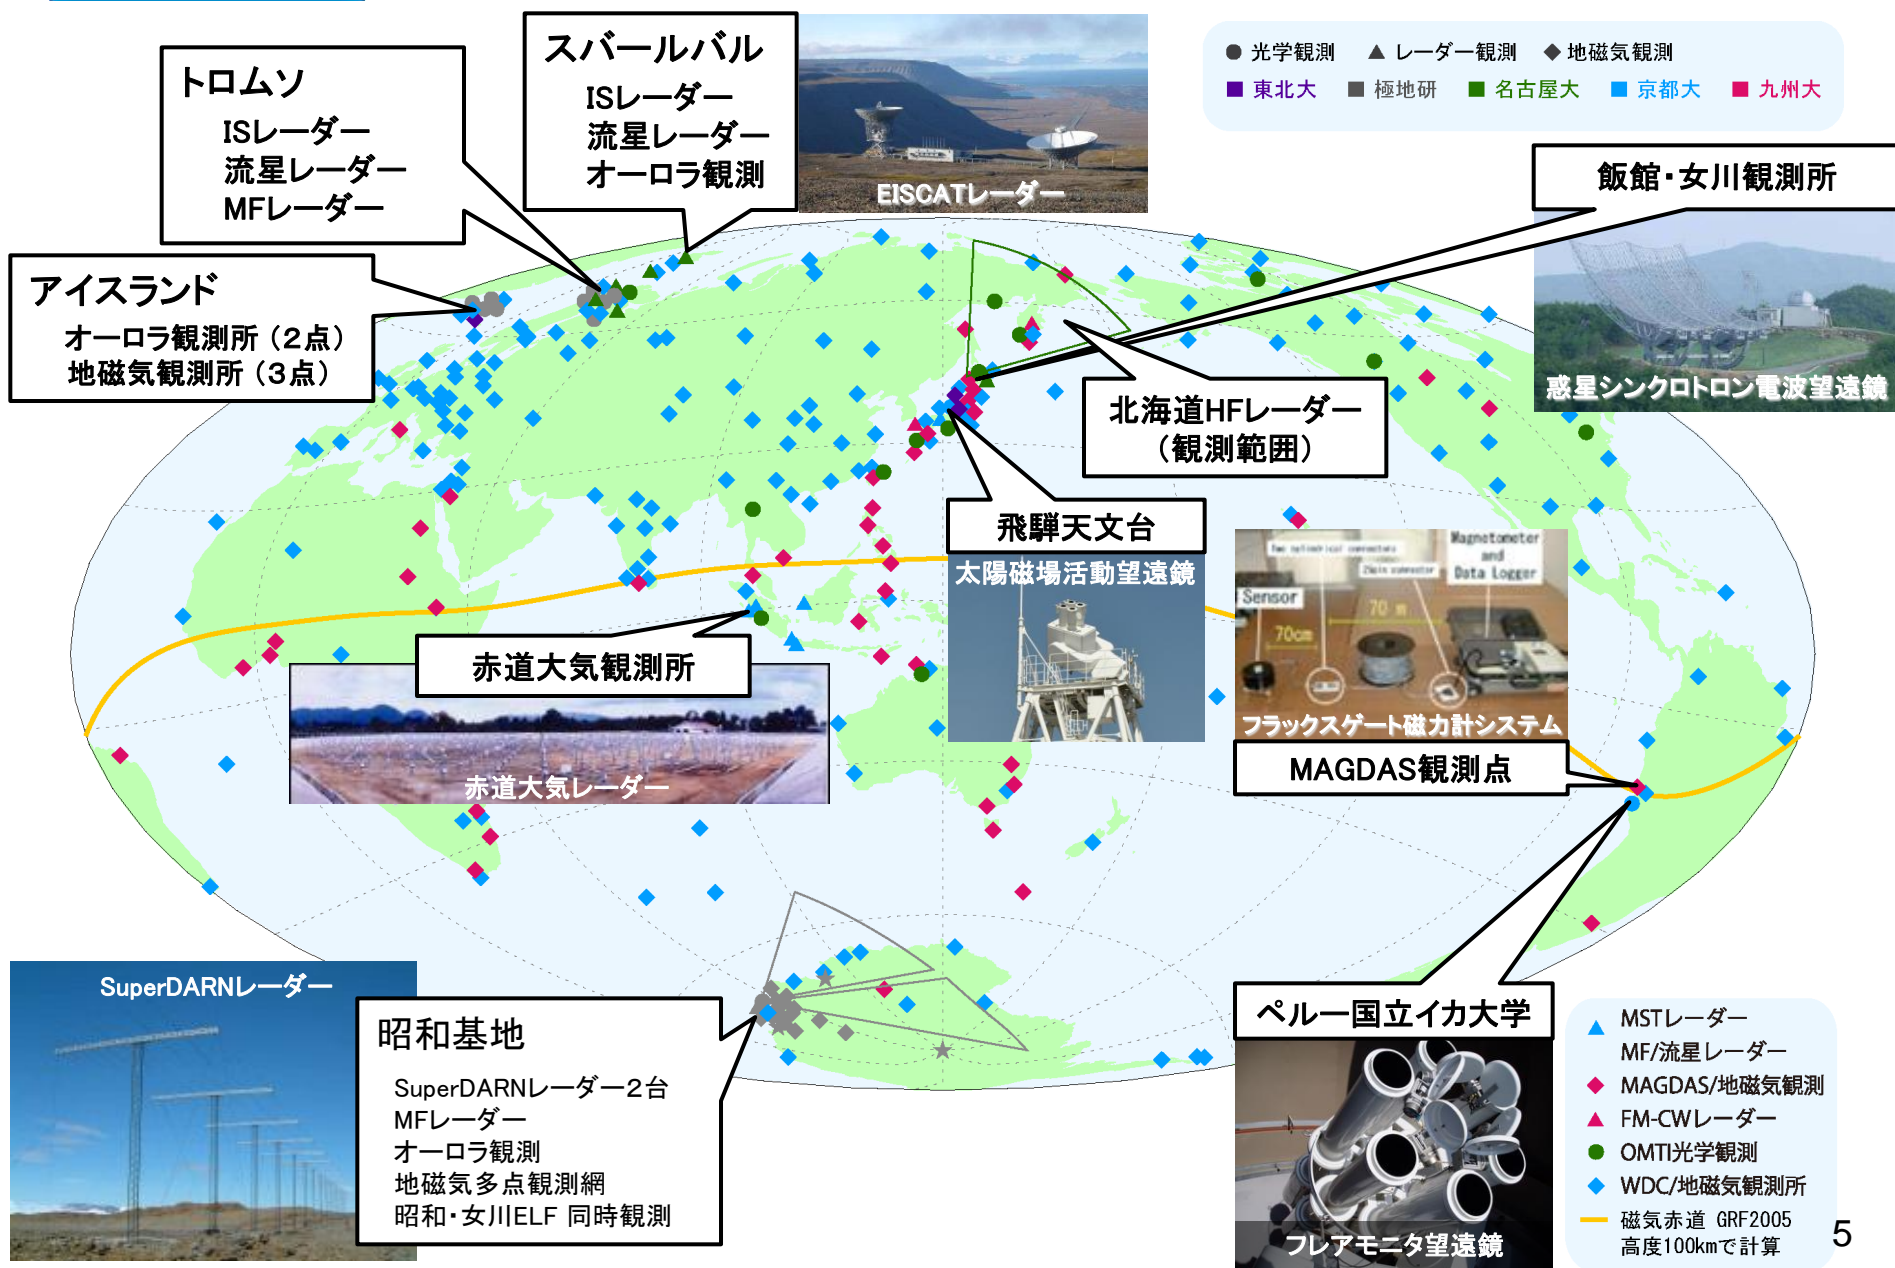 スバールバル
ISレーダー
流星レーダー
オーロラ観測
EISCATレーダー
トロムソ
ISレーダー
流星レーダー
MFレーダー
● 光学観測 ▲ レーダー観測 ◆ 地磁気観測
■ 東北大 ■ 極地研 ■ 名古屋大 ■ 京都大 ■ 九州大
飯館・女川観測所
惑星シンクロトロン電波望遠鏡
アイスランド
オーロラ観測所（２点）
地磁気観測所（３点）
北海道HFレーダー
（観測範囲）
飛騨天文台
太陽磁場活動望遠鏡
Two cylindrical connectors
Magnetometer
and
Data Logger
21pin connector
Sensor
70 m
70cm
フラックスゲート磁力計システム
MAGDAS観測点
赤道大気観測所
赤道大気レーダー
SuperDARNレーダー
昭和基地
SuperDARNレーダー２台
MFレーダー
オーロラ観測
地磁気多点観測網
昭和・女川ELF 同時観測
ペルー国立イカ大学
フレアモニタ望遠鏡
MSTレーダー
MF/流星レーダー
MAGDAS/地磁気観測
FM-CWレーダー
OMTI光学観測
WDC/地磁気観測所
磁気赤道 GRF2005
高度100kmで計算
5